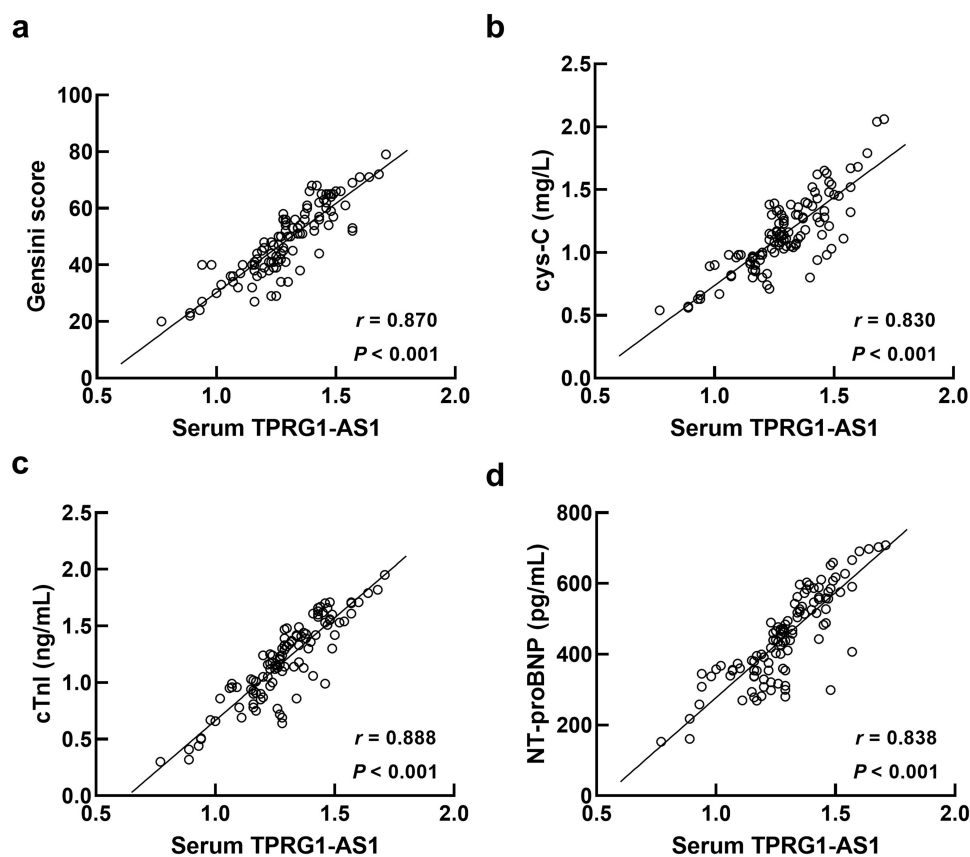 a
100
80
60
40
20
0
Gensini score
0.5 1.0 1.5 2.0
Serum TPRG1-AS1
r = 0.870
P < 0.001
b
2.5
2.0
1.5
1.0
0.5
0.0
cys-C (mg/L)
0.5 1.0 1.5 2.0
Serum TPRG1-AS1
r = 0.830
P < 0.001
c
2.5
2.0
1.5
1.0
0.5
0.0
cTnI (ng/mL)
0.5 1.0 1.5 2.0
Serum TPRG1-AS1
r = 0.888
P < 0.001
d
800
600
400
200
0
NT-proBNP (pg/mL)
0.5 1.0 1.5 2.0
Serum TPRG1-AS1
r = 0.838
P < 0.001